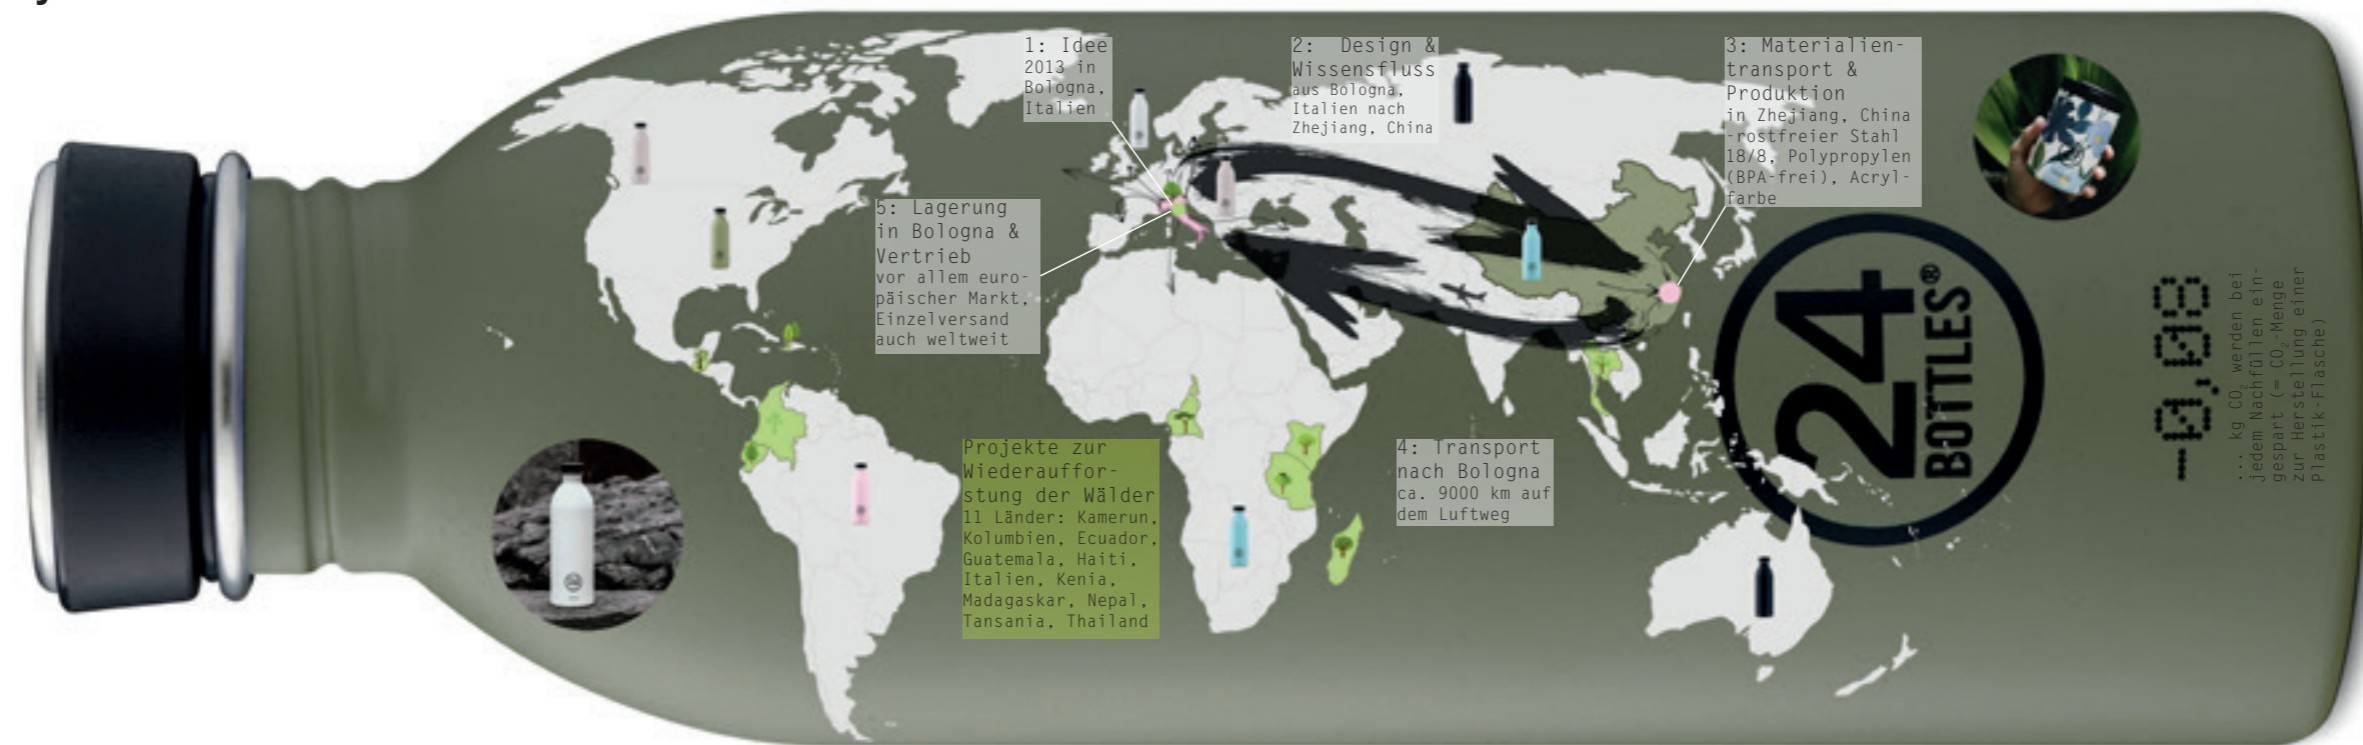 1: Idee
2013 in
Bologna,
Italien
2: Design &
Wissensfluss
aus Bologna,
Italien nach
Zhejiang, China
3: Materialien-
transport &
Produktion
in Zhejiang, China
-rostfreier Stahl
18/8, Polypropylen
(BPA-frei), Acryl-
farbe
5: Lagerung
in Bologna &
Vertrieb
vor allem euro-
päischer Markt,
Einzelversand
auch weltweit
Projekte zur
Wiederauffor-
stung der Wälder
11 Länder: Kamerun,
Kolumbien, Ecuador,
Guatemala, Haiti,
Italien, Kenia,
Madagaskar, Nepal,
Tansania, Thailand
4: Transport
nach Bologna
ca. 9000 km auf
dem Luftweg
24
BOTTLES®
-0,08
... kg CO₂ werden bei
jedem Nachfüllen ein-
gespart (= CO₂-Menge
zur Herstellung einer
Plastik-Flasche)